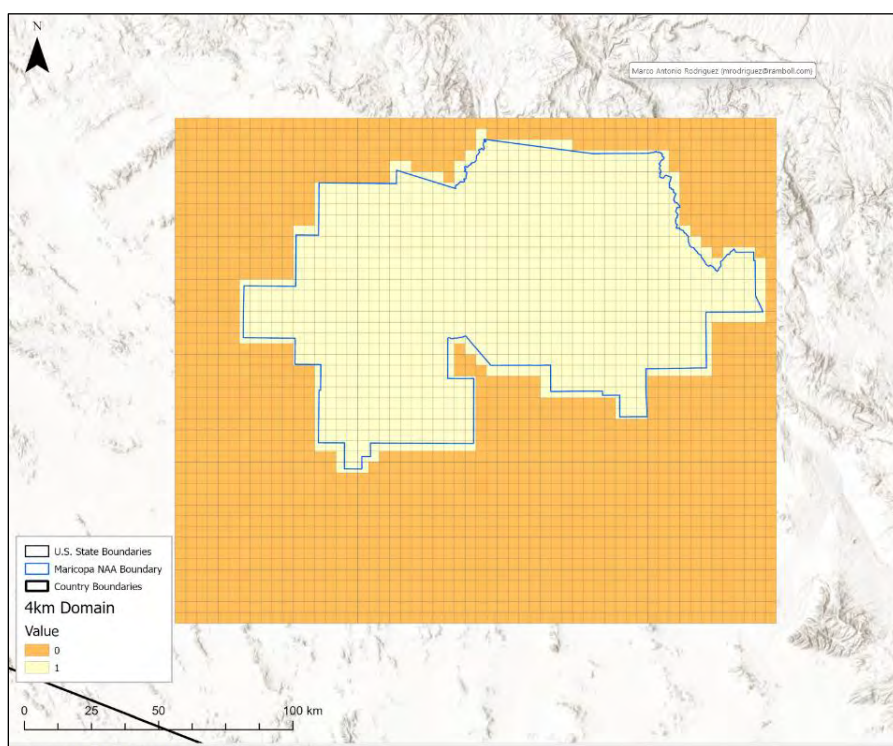 N
Marco Antonio Rodriguez (mrodriguez@ramboll.com)
U.S. State Boundaries
Maricopa NAA Boundary
Country Boundaries
4km Domain
Value
0
1
0 25 50 100 km